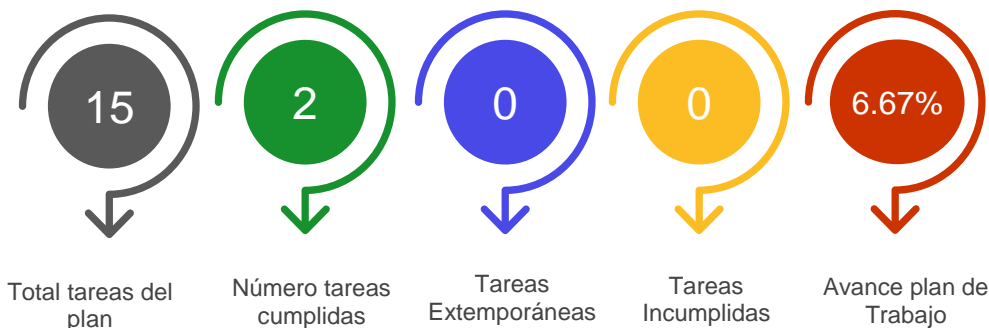 15
2
0
0
6.67%
Total tareas del
plan
Número tareas
cumplidas
Tareas
Extemporáneas
Tareas
Incumplidas
Avance plan de
Trabajo